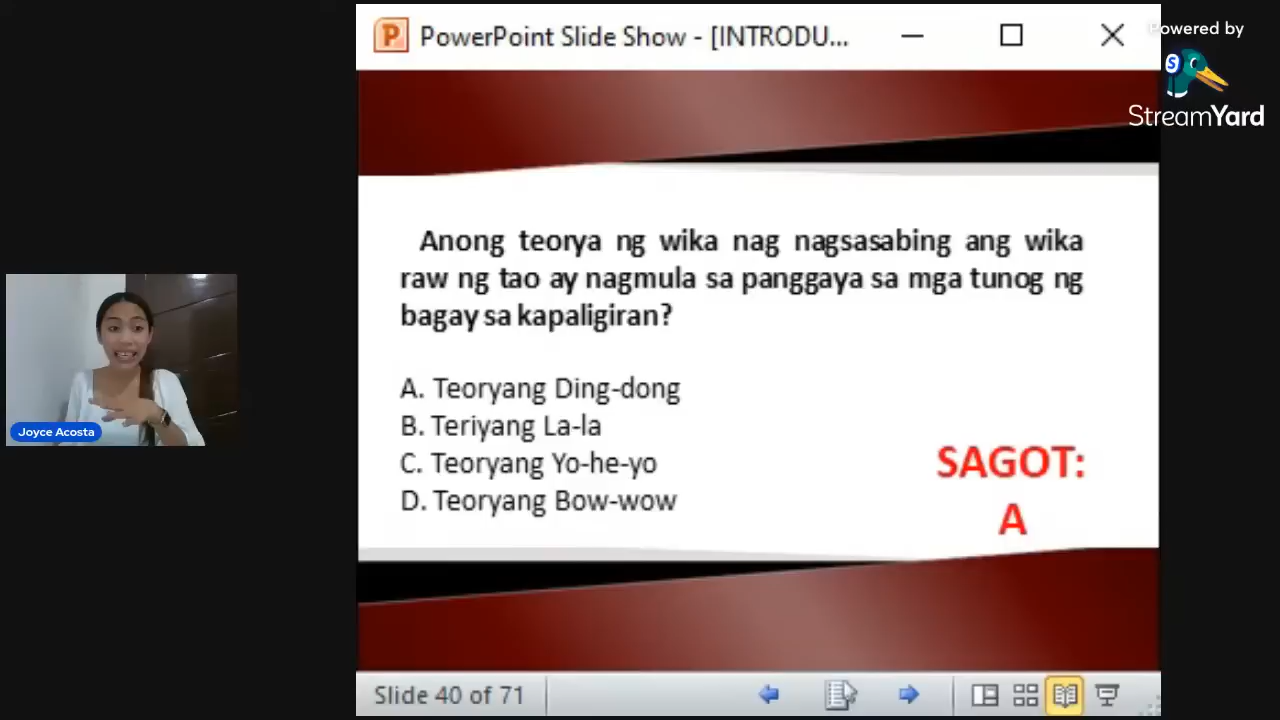 PowerPoint Slide Show - [INTRODU...
Powered by
StreamYard
Anong teorya ng wika nag nagsasabing ang wika
raw ng tao ay nagmula sa panggaya sa mga tunog ng
bagay sa kapaligiran?
A. Teoryang Ding-dong
B. Teriyang La-la
C. Teoryang Yo-he-yo
D. Teoryang Bow-wow
SAGOT:
A
Joyce Acosta
Slide 40 of 71